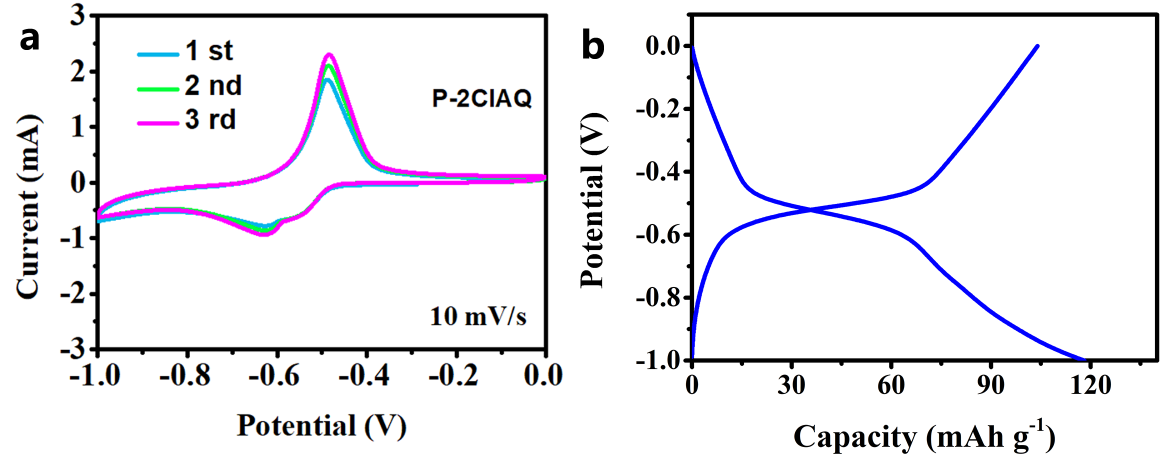 a
3
2
1
0
-1
-2
-3
Current (mA)
1 st
2 nd
3 rd
P-2ClAQ
10 mV/s
-1.0 -0.8 -0.6 -0.4 -0.2 0.0
Potential (V)
b
0.0
-0.2
-0.4
-0.6
-0.8
-1.0
Potential (V)
0 30 60 90 120
Capacity (mAh g⁻¹)